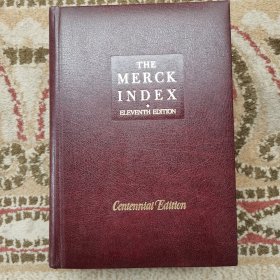 THE
MERCK
INDEX
ELEVENTH EDITION
Centennial Edition